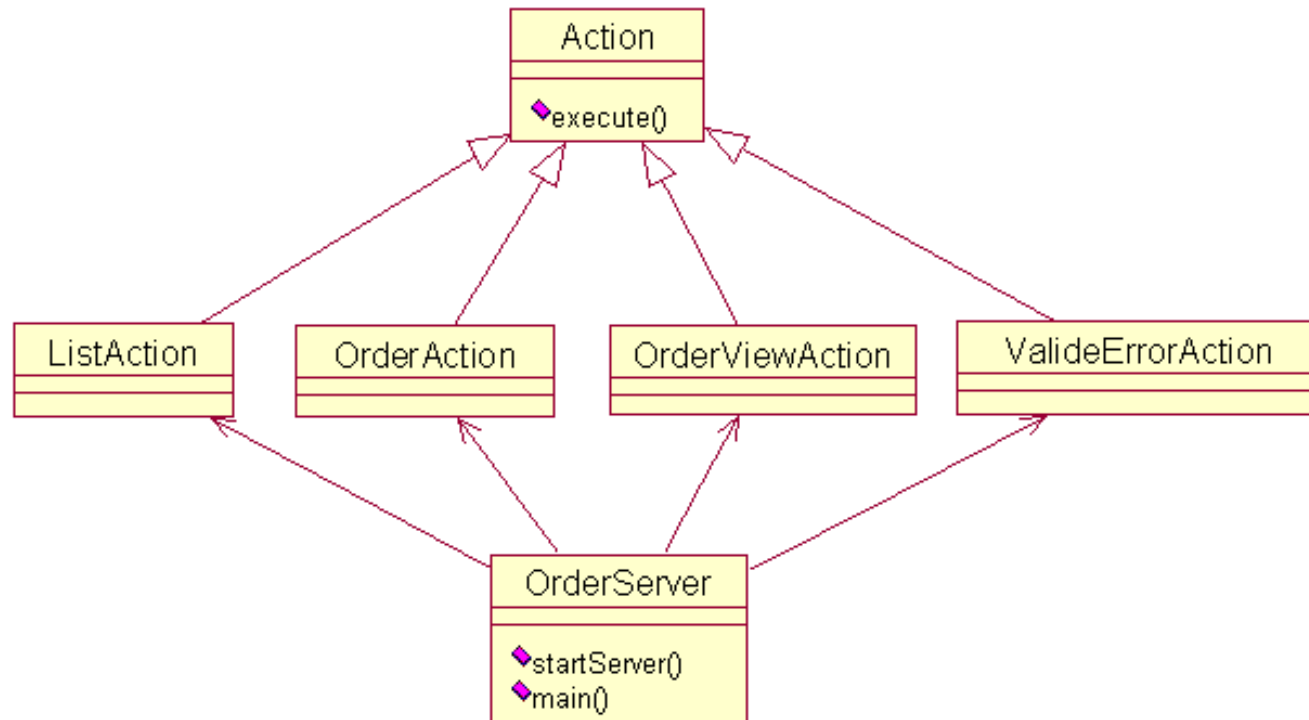 Action
execute()
ListAction
OrderAction
OrderViewAction
ValideErrorAction
OrderServer
startServer()
main()